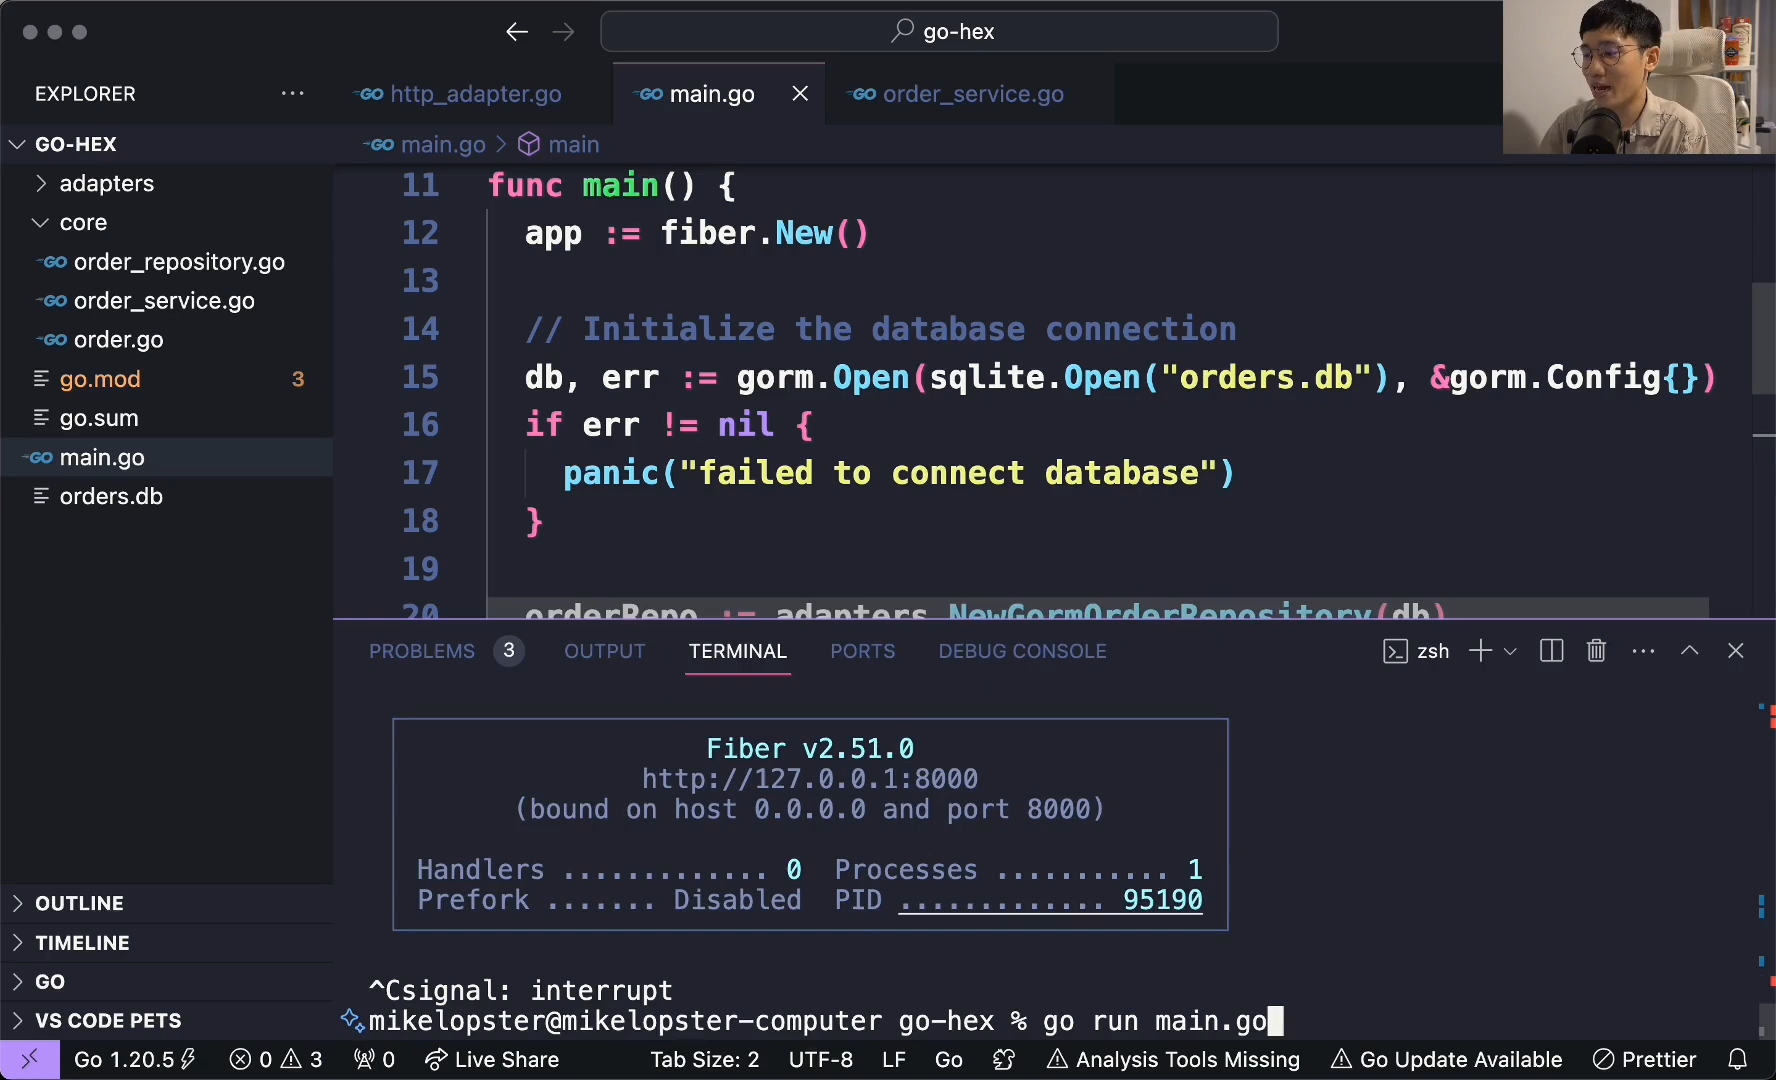 go-hex
EXPLORER
http_adapter.go
main.go
order_service.go
GO-HEX
main.go
main
adapters
core
order_repository.go
order_service.go
order.go
go.mod 3
go.sum
main.go
orders.db
11 func main() {
12 app := fiber.New()
13
14 // Initialize the database connection
15 db, err := gorm.Open(sqlite.Open("orders.db"), &gorm.Config{})
16 if err != nil {
17 panic("failed to connect database")
18 }
19
20 orderRepo := adapters.NewGormOrderRepository(db)
PROBLEMS 3 OUTPUT TERMINAL PORTS DEBUG CONSOLE zsh
Fiber v2.51.0
http://127.0.0.1:8000
(bound on host 0.0.0.0 and port 8000)
Handlers ............. 0 Processes ........... 1
Prefork ....... Disabled PID ............. 95190
^Csignal: interrupt
mikelopster@mikelopster-computer go-hex % go run main.go
OUTLINE
TIMELINE
GO
VS CODE PETS
Go 1.20.5 0 3 0 Live Share Tab Size: 2 UTF-8 LF Go Analysis Tools Missing Go Update Available Prettier